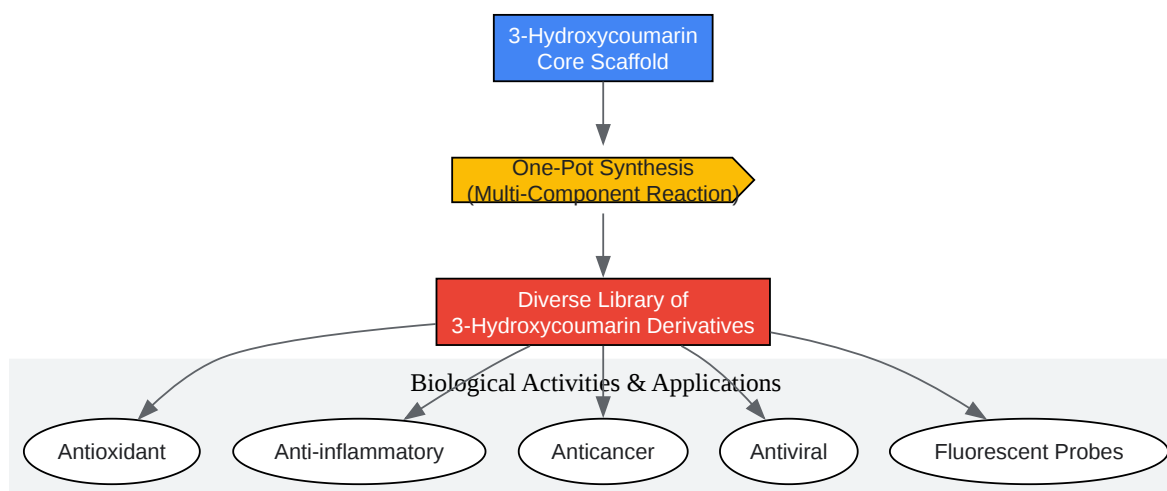 3-Hydroxycoumarin
Core Scaffold
One-Pot Synthesis
(Multi-Component Reaction)
Diverse Library of
3-Hydroxycoumarin Derivatives
Biological Activities & Applications
Antioxidant
Anti-inflammatory
Anticancer
Antiviral
Fluorescent Probes